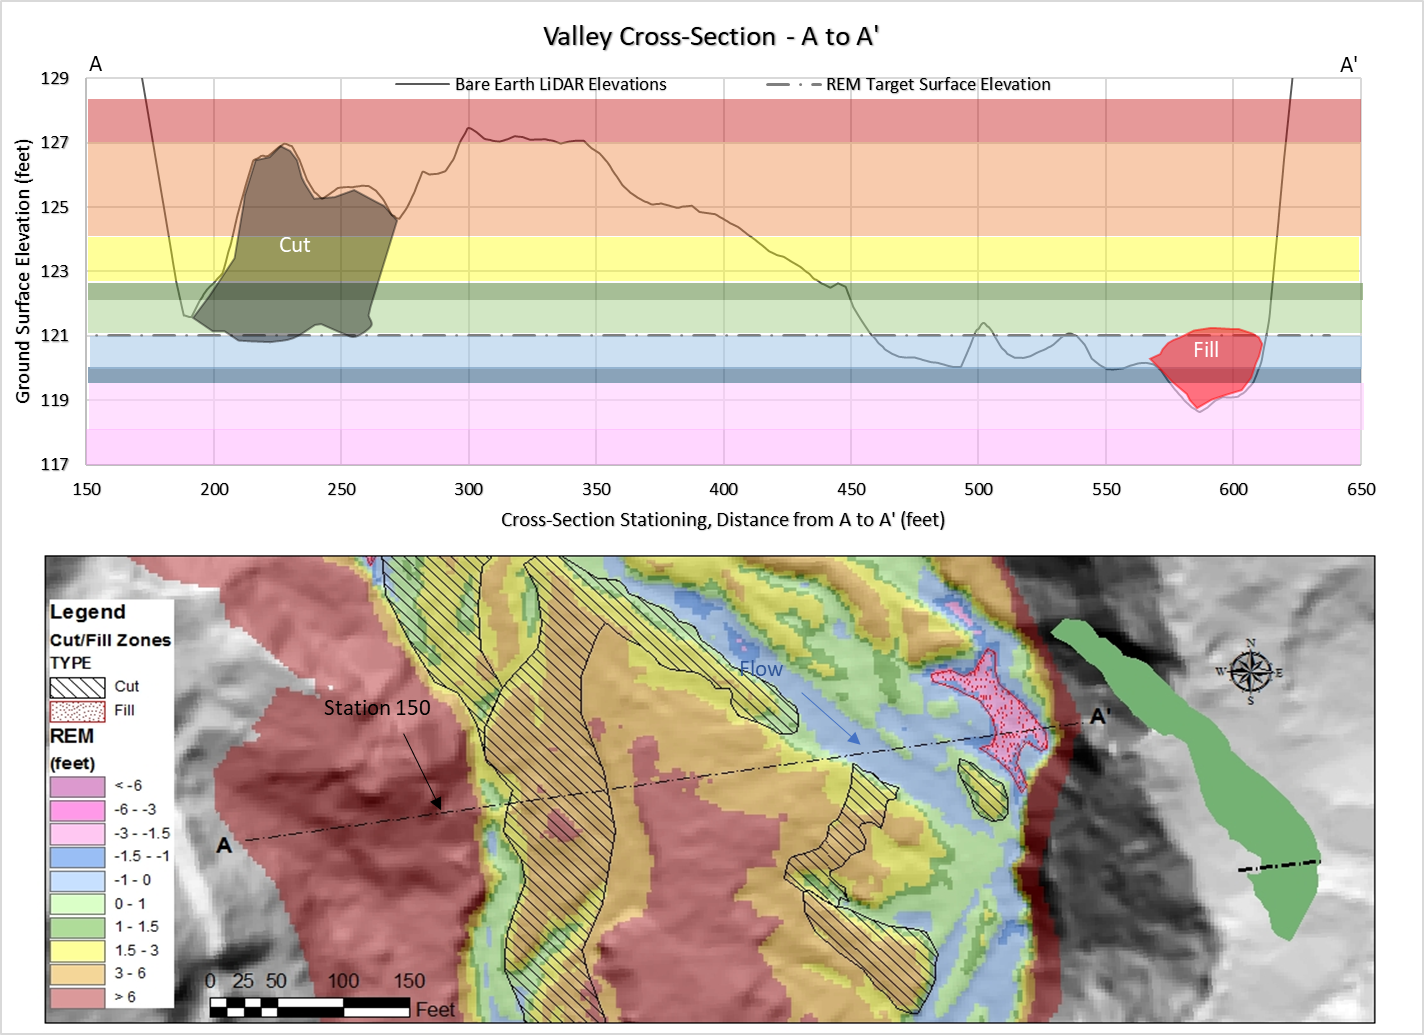 Valley Cross-Section - A to A'
A
A'
Bare Earth LiDAR Elevations
REM Target Surface Elevation
Ground Surface Elevation (feet)
129
127
125
123
121
119
117
Cut
Fill
150 200 250 300 350 400 450 500 550 600 650
Cross-Section Stationing, Distance from A to A' (feet)
Legend
Cut/Fill Zones
TYPE
Cut
Fill
REM
(feet)
< -6
-6 - -3
-3 - -1.5
-1.5 - -1
-1 - 0
0 - 1
1 - 1.5
1.5 - 3
3 - 6
> 6
Station 150
Flow
A
A'
N
W E
S
0 25 50 100 150
Feet